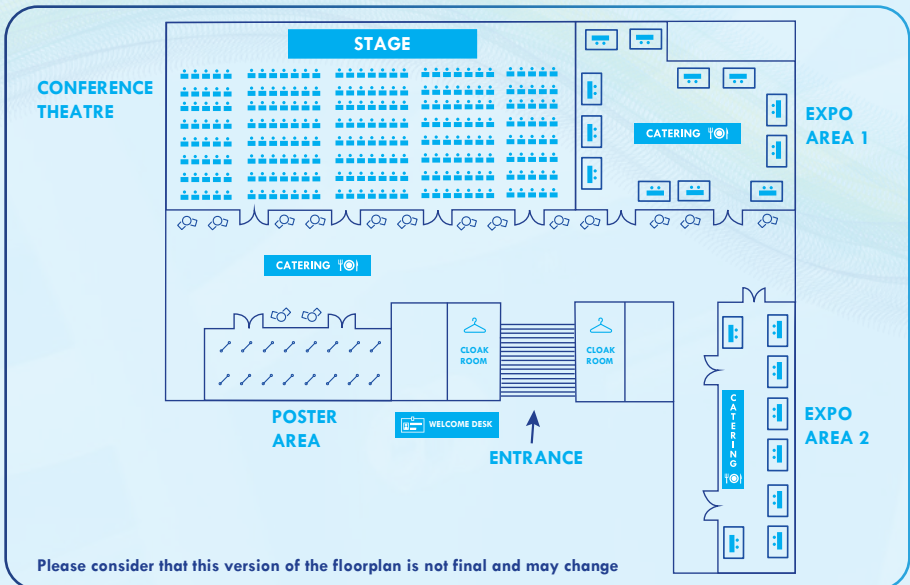 STAGE
CONFERENCE
THEATRE
CATERING
EXPO
AREA 1
CATERING
CLOAK
ROOM
CLOAK
ROOM
CATERING
POSTER
AREA
WELCOME DESK
ENTRANCE
EXPO
AREA 2
Please consider that this version of the floorplan is not final and may change